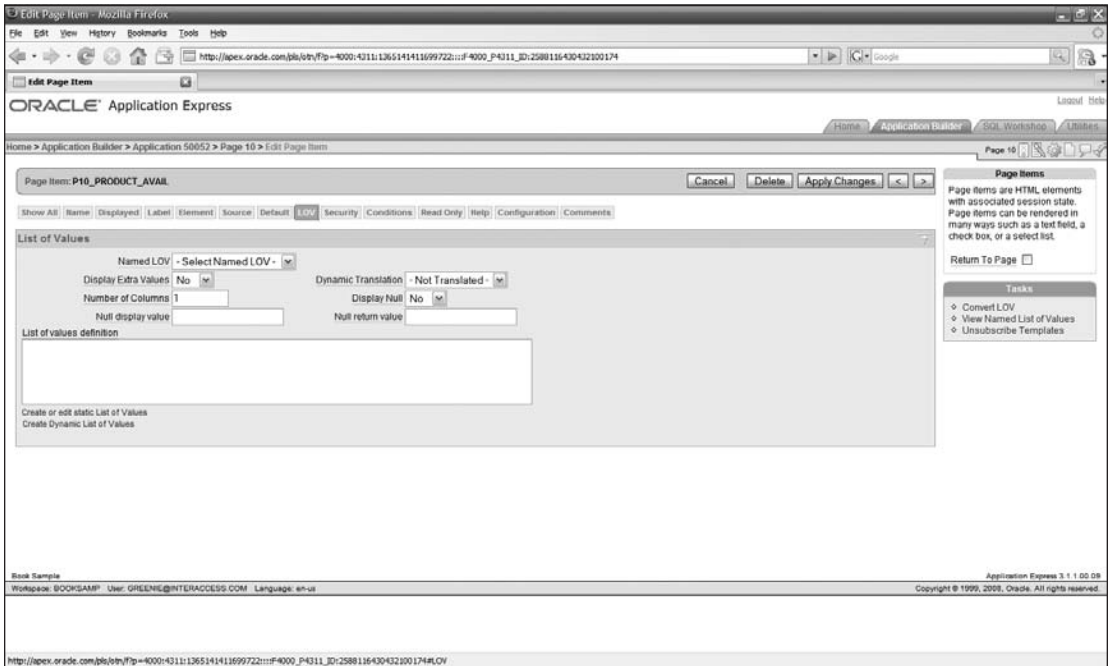 Edit Page Item - Mozilla Firefox
File Edit View History Bookmarks Tools Help
http://apex.oracle.com/pls/otn/f?p=4000:4311:1365141411699722::::F4000_P4311_ID:2588116430432100174
Google
Edit Page Item
ORACLE Application Express
Logout Help
Home Application Builder SQL Workshop Utilities
Home > Application Builder > Application 50052 > Page 10 > Edit Page Item
Page 10
Page Item: P10_PRODUCT_AVAIL
Cancel Delete Apply Changes < >
Show All Name Displayed Label Element Source Default LOV Security Conditions Read Only Help Configuration Comments
List of Values
Named LOV - Select Named LOV -
Display Extra Values No Dynamic Translation - Not Translated -
Number of Columns 1 Display Null No
Null display value Null return value
List of values definition
Create or edit static List of Values
Create Dynamic List of Values
Page Items
Page items are HTML elements
with associated session state.
Page items can be rendered in
many ways such as a text field, a
check box, or a select list.
Return To Page
Tasks
Convert LOV
View Named List of Values
Unsubscribe Templates
Book Sample
Application Express 3.1.1.00.09
Workspace: BOOKSAMP User: GREENIE@INTERACCESS.COM Language: en-us
Copyright © 1999, 2008, Oracle. All rights reserved.
http://apex.oracle.com/pls/otn/f?p=4000:4311:1365141411699722::::F4000_P4311_ID:2588116430432100174#LOV